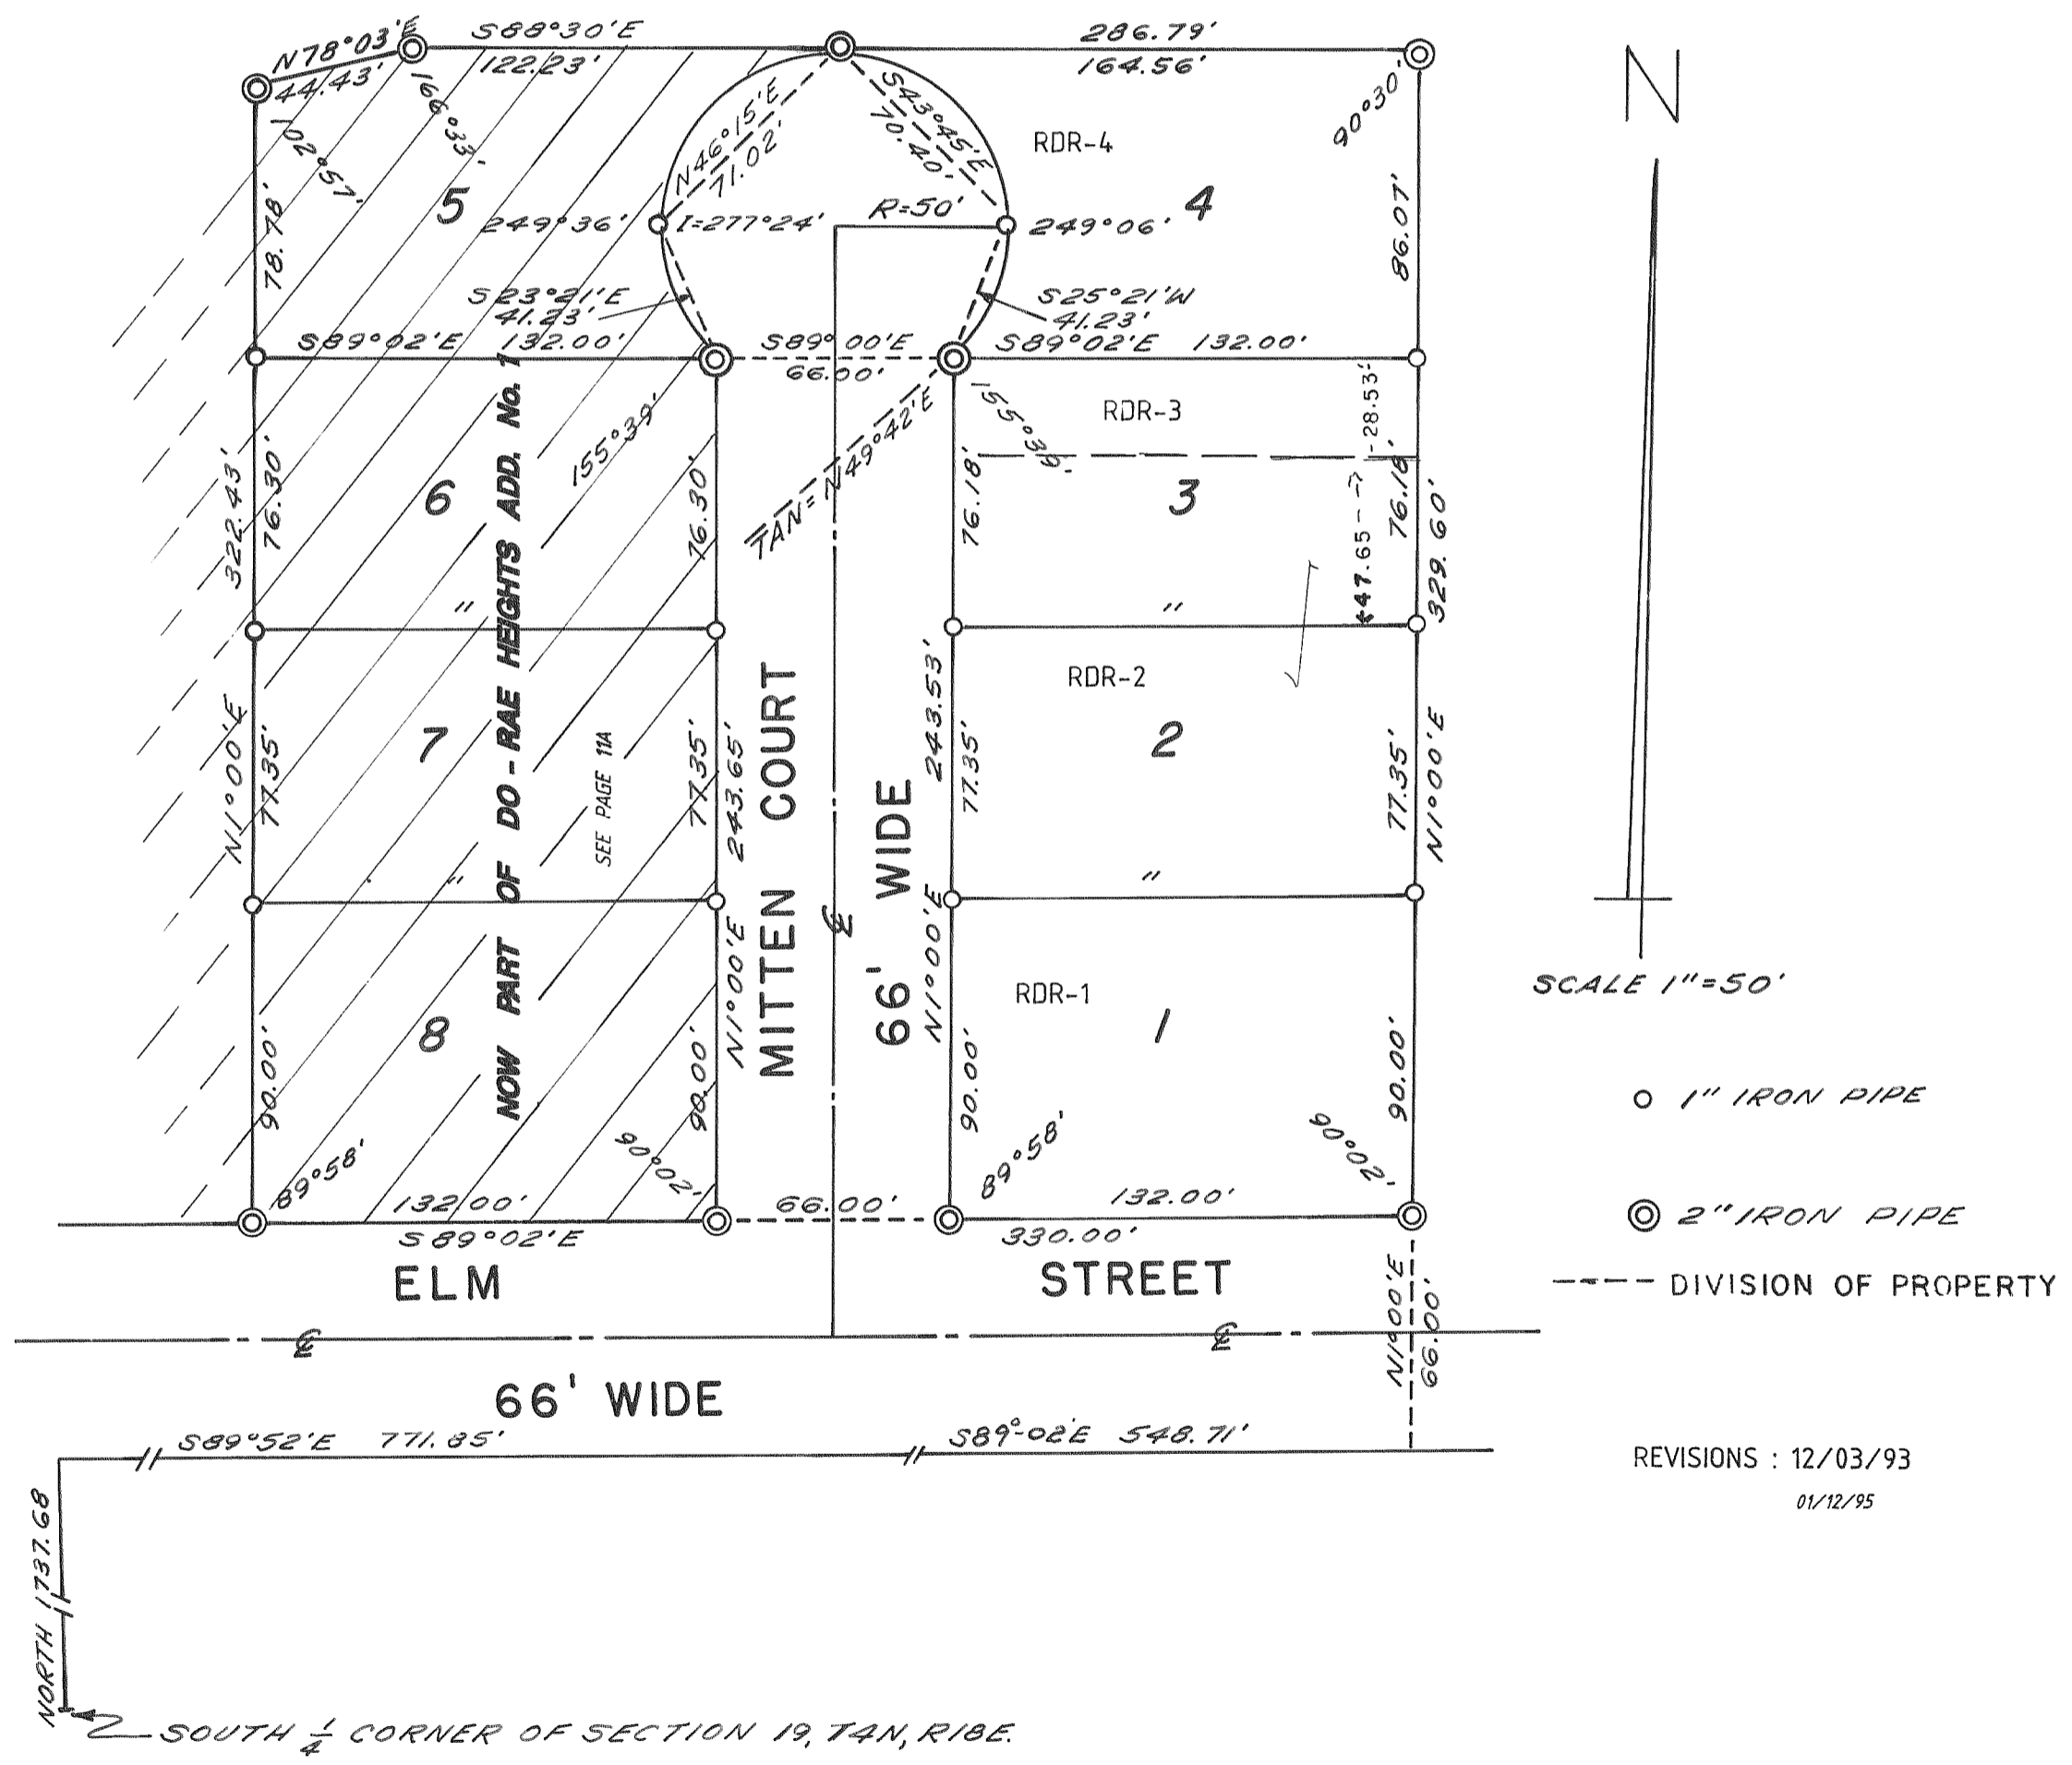 N78°03'E
44.43'
S88°30'E
122.23'
286.79'
164.56'
N
102°57'
166°33'
N46°15'E
71.02'
S43°45'E
70.40'
RDR-4
90°30'
5
4
78.78'
249°36'
I=277°24'
R=50'
249°06'
86.07'
S23°21'E
41.23'
S25°21'W
41.23'
S89°02'E 132.00'
S89°00'E
66.00'
S89°02'E 132.00'
155°39'
TAN=N49°42'E
155°39'
RDR-3
28.53'
47.65
322.43'
76.30'
6
76.30'
76.18'
3
76.18'
329.60'
"
"
NOW PART OF DO-RAE HEIGHTS ADD. No. 1
SEE PAGE 11A
N1°00'E
77.35'
7
77.35'
243.65'
MITTEN COURT
66' WIDE
243.53'
77.35'
RDR-2
2
77.35'
N1°00'E
"
"
90.00'
8
90.00'
N1°00'E
N1°00'E
90.00'
RDR-1
1
90.00'
SCALE 1"=50'
1" IRON PIPE
2" IRON PIPE
DIVISION OF PROPERTY
89°58'
90°02'
89°58'
90°02'
132.00'
66.00'
132.00'
S89°02'E
330.00'
ELM STREET
N1°00'E
66.00'
66' WIDE
S89°52'E 771.85'
S89°-02'E 548.71'
REVISIONS : 12/03/93
01/12/95
NORTH 1,737.68
SOUTH 1/4 CORNER OF SECTION 19, T4N, R18E.